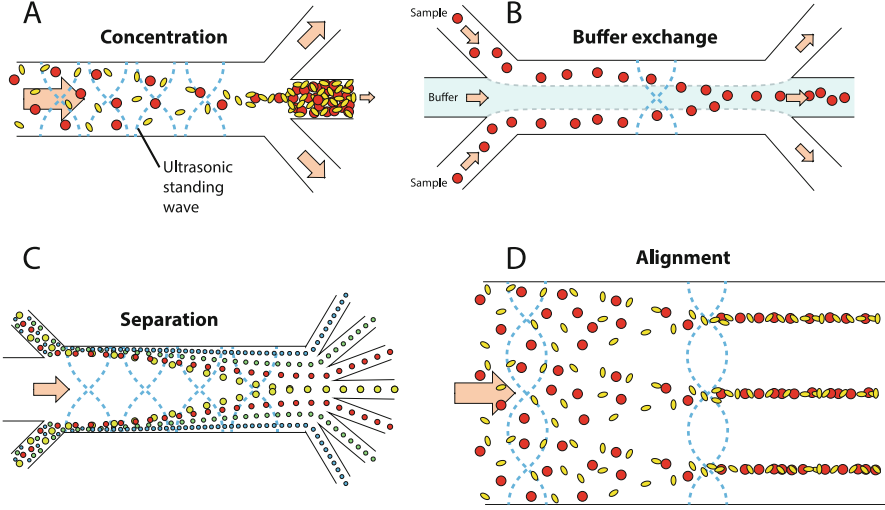 A
Concentration
Ultrasonic
standing
wave
B
Buffer exchange
Sample
Buffer
Sample
C
Separation
D
Alignment